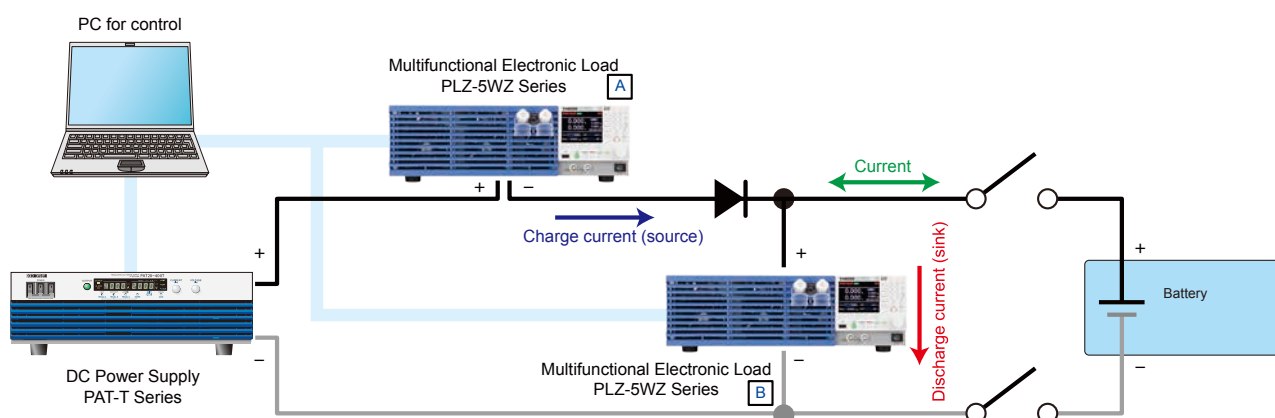 PC for control
Multifunctional Electronic Load
PLZ-5WZ Series
A
+
−
Current
Charge current (source)
+
+
+
Discharge current (sink)
Battery
−
−
−
DC Power Supply
PAT-T Series
Multifunctional Electronic Load
PLZ-5WZ Series
B